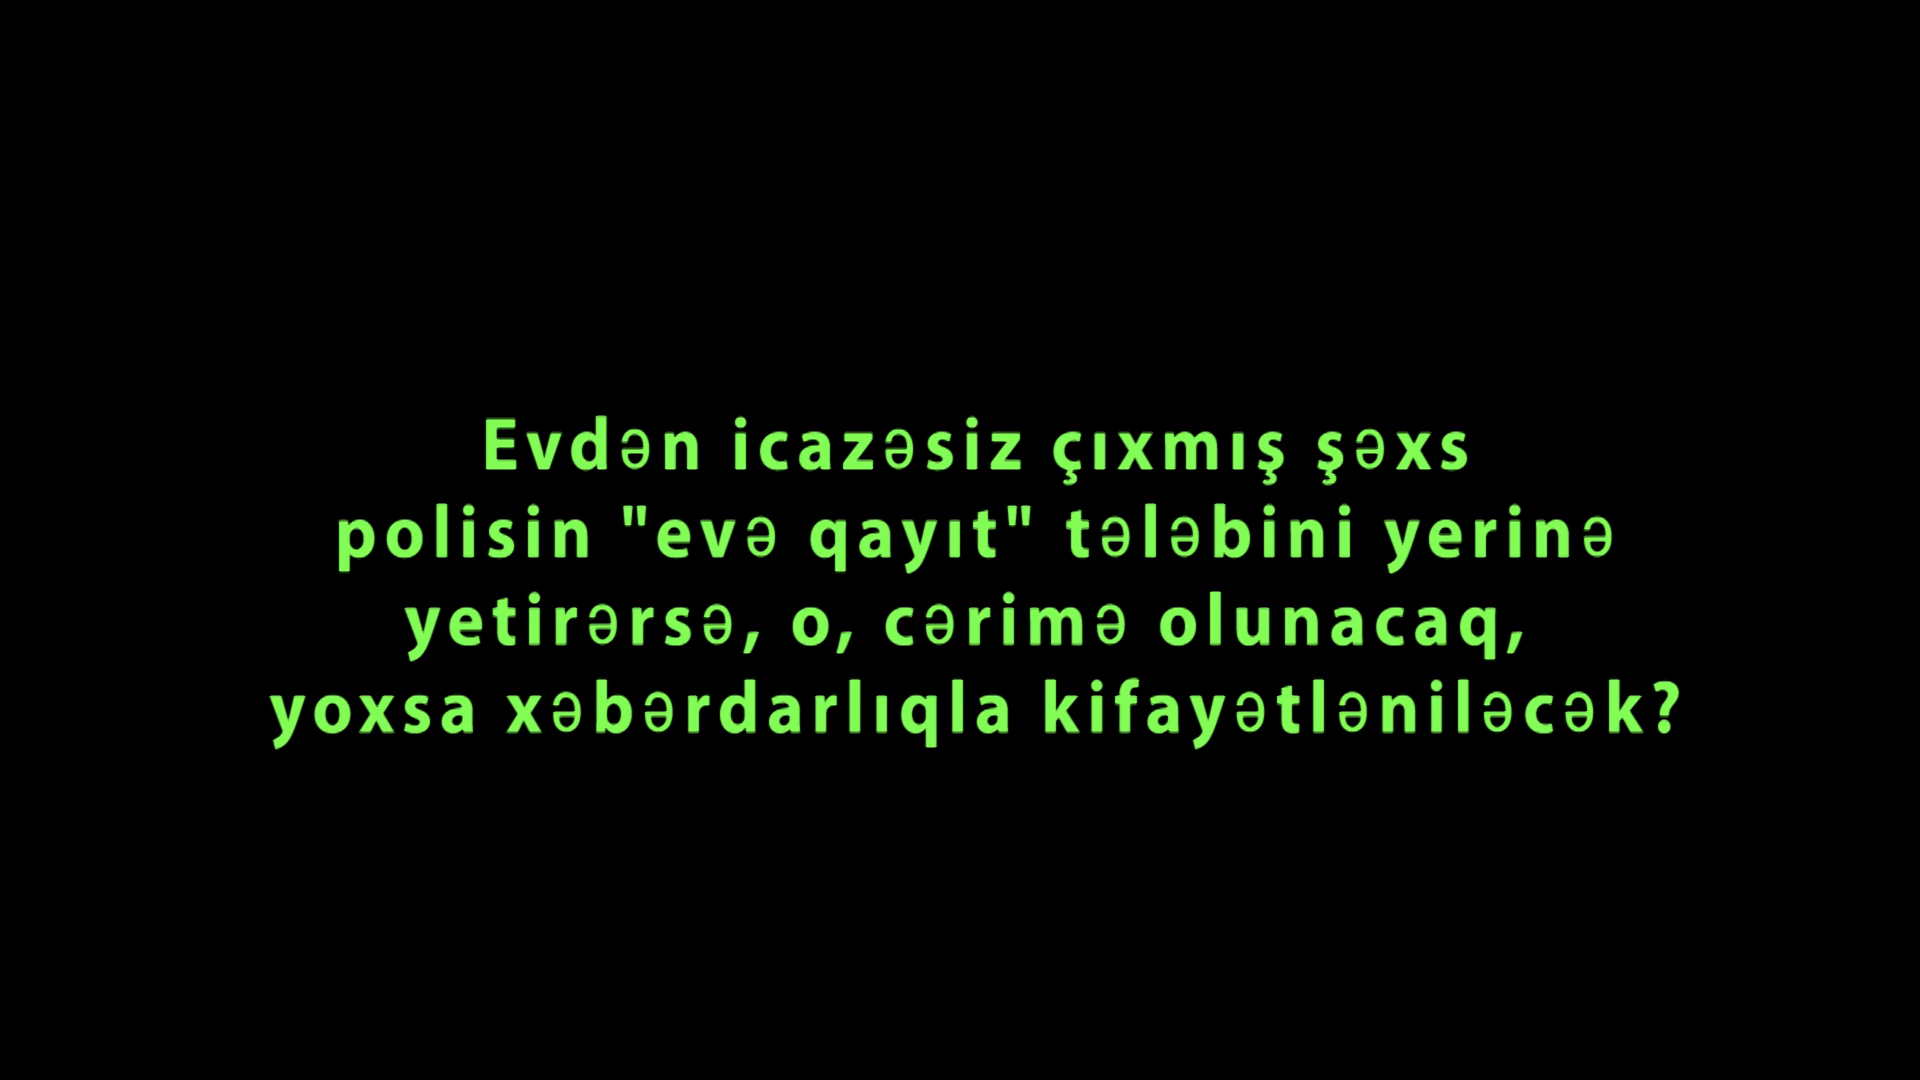 Evdən icazəsiz çıxmış şəxs
polisin "evə qayıt" tələbini yerinə
yetirərsə, o, cərimə olunacaq,
yoxsa xəbərdarlıqla kifayətləniləcək?